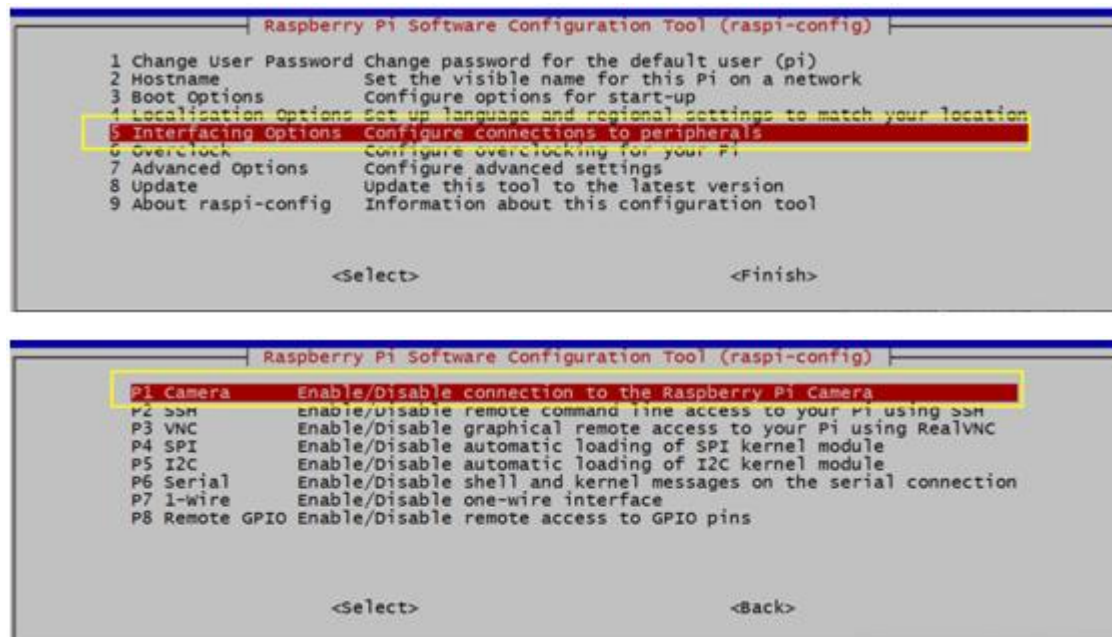 Raspberry Pi Software Configuration Tool (raspi-config)
1 Change User Password Change password for the default user (pi)
2 Hostname Set the visible name for this Pi on a network
3 Boot Options Configure options for start-up
4 Localisation Options Set up language and regional settings to match your location
5 Interfacing Options Configure connections to peripherals
6 Overclock Configure overclocking for your Pi
7 Advanced Options Configure advanced settings
8 Update Update this tool to the latest version
9 About raspi-config Information about this configuration tool
<Select> <Finish>
Raspberry Pi Software Configuration Tool (raspi-config)
P1 Camera Enable/Disable connection to the Raspberry Pi Camera
P2 SSH Enable/Disable remote command line access to your Pi using SSH
P3 VNC Enable/Disable graphical remote access to your Pi using RealVNC
P4 SPI Enable/Disable automatic loading of SPI kernel module
P5 I2C Enable/Disable automatic loading of I2C kernel module
P6 Serial Enable/Disable shell and kernel messages on the serial connection
P7 1-Wire Enable/Disable one-wire interface
P8 Remote GPIO Enable/Disable remote access to GPIO pins
<Select> <Back>